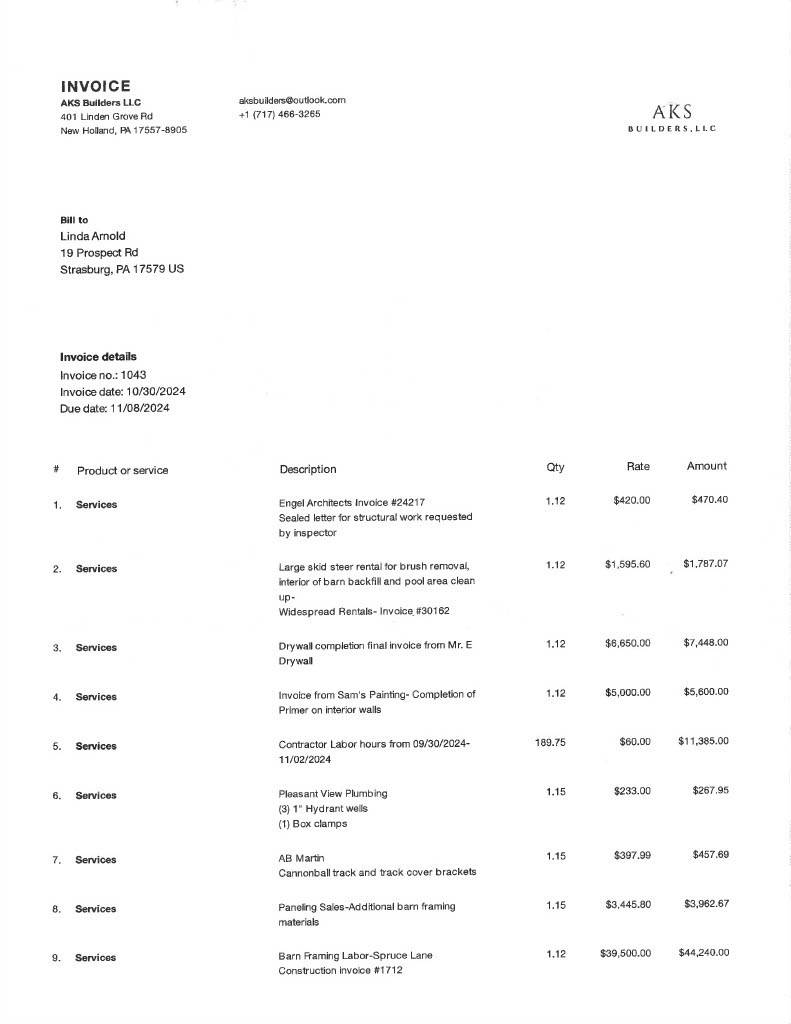 INVOICE
AKS Builders LLC
401 Linden Grove Rd
New Holland, PA 17557-8905
aksbuilders@outlook.com
+1 (717) 466-3265
AKS
BUILDERS, LLC
Bill to
Linda Arnold
19 Prospect Rd
Strasburg, PA 17579 US
Invoice details
Invoice no.: 1043
Invoice date: 10/30/2024
Due date: 11/08/2024
# Product or service Description Qty Rate Amount
1. Services Engel Architects Invoice #24217 1.12 $420.00 $470.40
Sealed letter for structural work requested
by inspector
2. Services Large skid steer rental for brush removal, 1.12 $1,595.60 $1,787.07
interior of barn backfill and pool area clean
up-
Widespread Rentals- Invoice #30162
3. Services Drywall completion final invoice from Mr. E 1.12 $6,650.00 $7,448.00
Drywall
4. Services Invoice from Sam's Painting- Completion of 1.12 $5,000.00 $5,600.00
Primer on interior walls
5. Services Contractor Labor hours from 09/30/2024- 189.75 $60.00 $11,385.00
11/02/2024
6. Services Pleasant View Plumbing 1.15 $233.00 $267.95
(3) 1" Hydrant wells
(1) Box clamps
7. Services AB Martin 1.15 $397.99 $457.69
Cannonball track and track cover brackets
8. Services Paneling Sales-Additional barn framing 1.15 $3,445.80 $3,962.67
materials
9. Services Barn Framing Labor-Spruce Lane 1.12 $39,500.00 $44,240.00
Construction invoice #1712